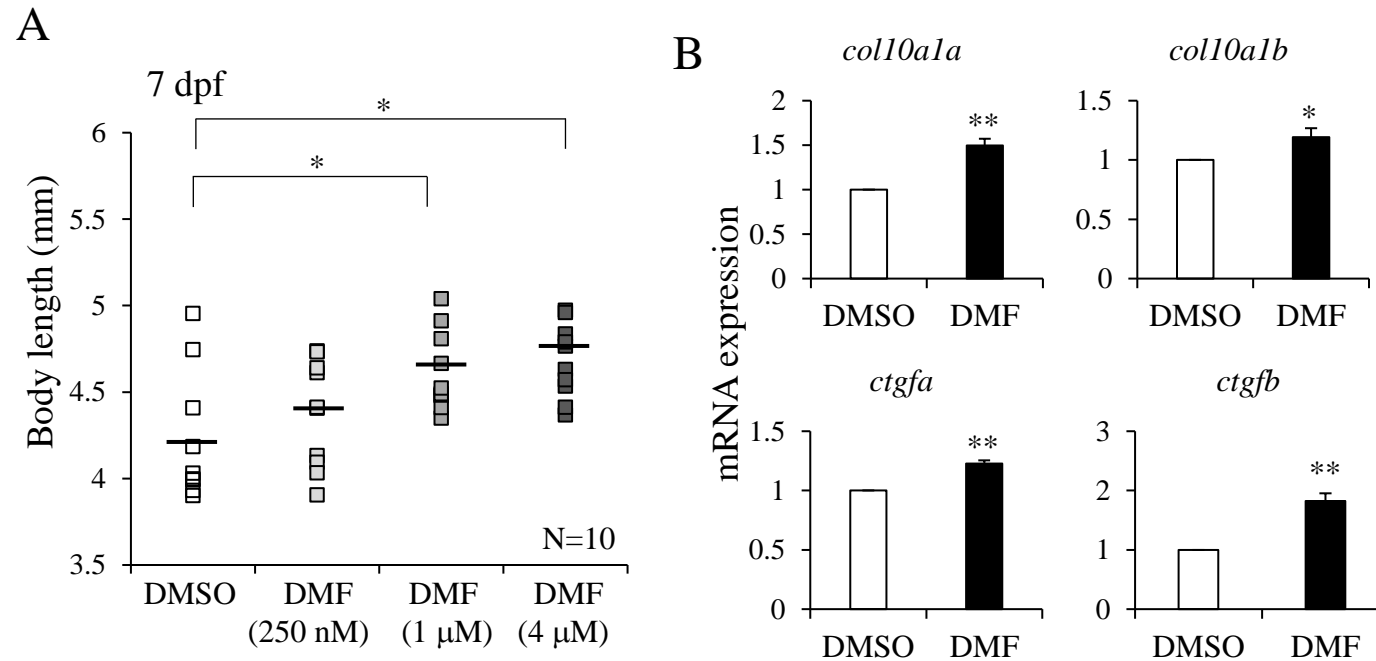 A
7 dpf
*
*
6
5.5
5
4.5
4
3.5
Body length (mm)
N=10
DMSO DMF DMF DMF
(250 nM) (1 μM) (4 μM)
B
mRNA expression
col10a1a
2
1.5
1
0.5
0
**
DMSO DMF
col10a1b
1.5
1
0.5
0
*
DMSO DMF
ctgfa
1.5
1
0.5
0
**
DMSO DMF
ctgfb
3
2
1
0
**
DMSO DMF